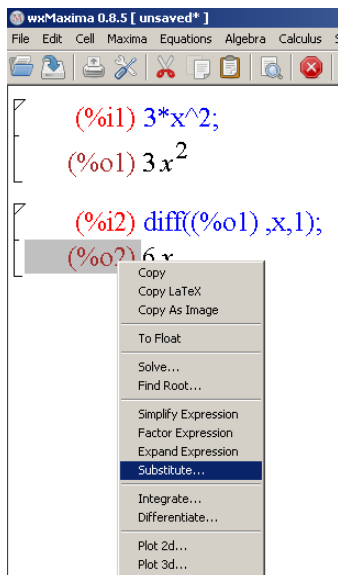 wxMaxima 0.8.5 [ unsaved* ]
File Edit Cell Maxima Equations Algebra Calculus
(%i1) 3*x^2;
(%o1) 3 x²
(%i2) diff((%o1) ,x,1);
(%o2) 6 x
Copy
Copy LaTeX
Copy As Image
To Float
Solve...
Find Root...
Simplify Expression
Factor Expression
Expand Expression
Substitute...
Integrate...
Differentiate...
Plot 2d...
Plot 3d...